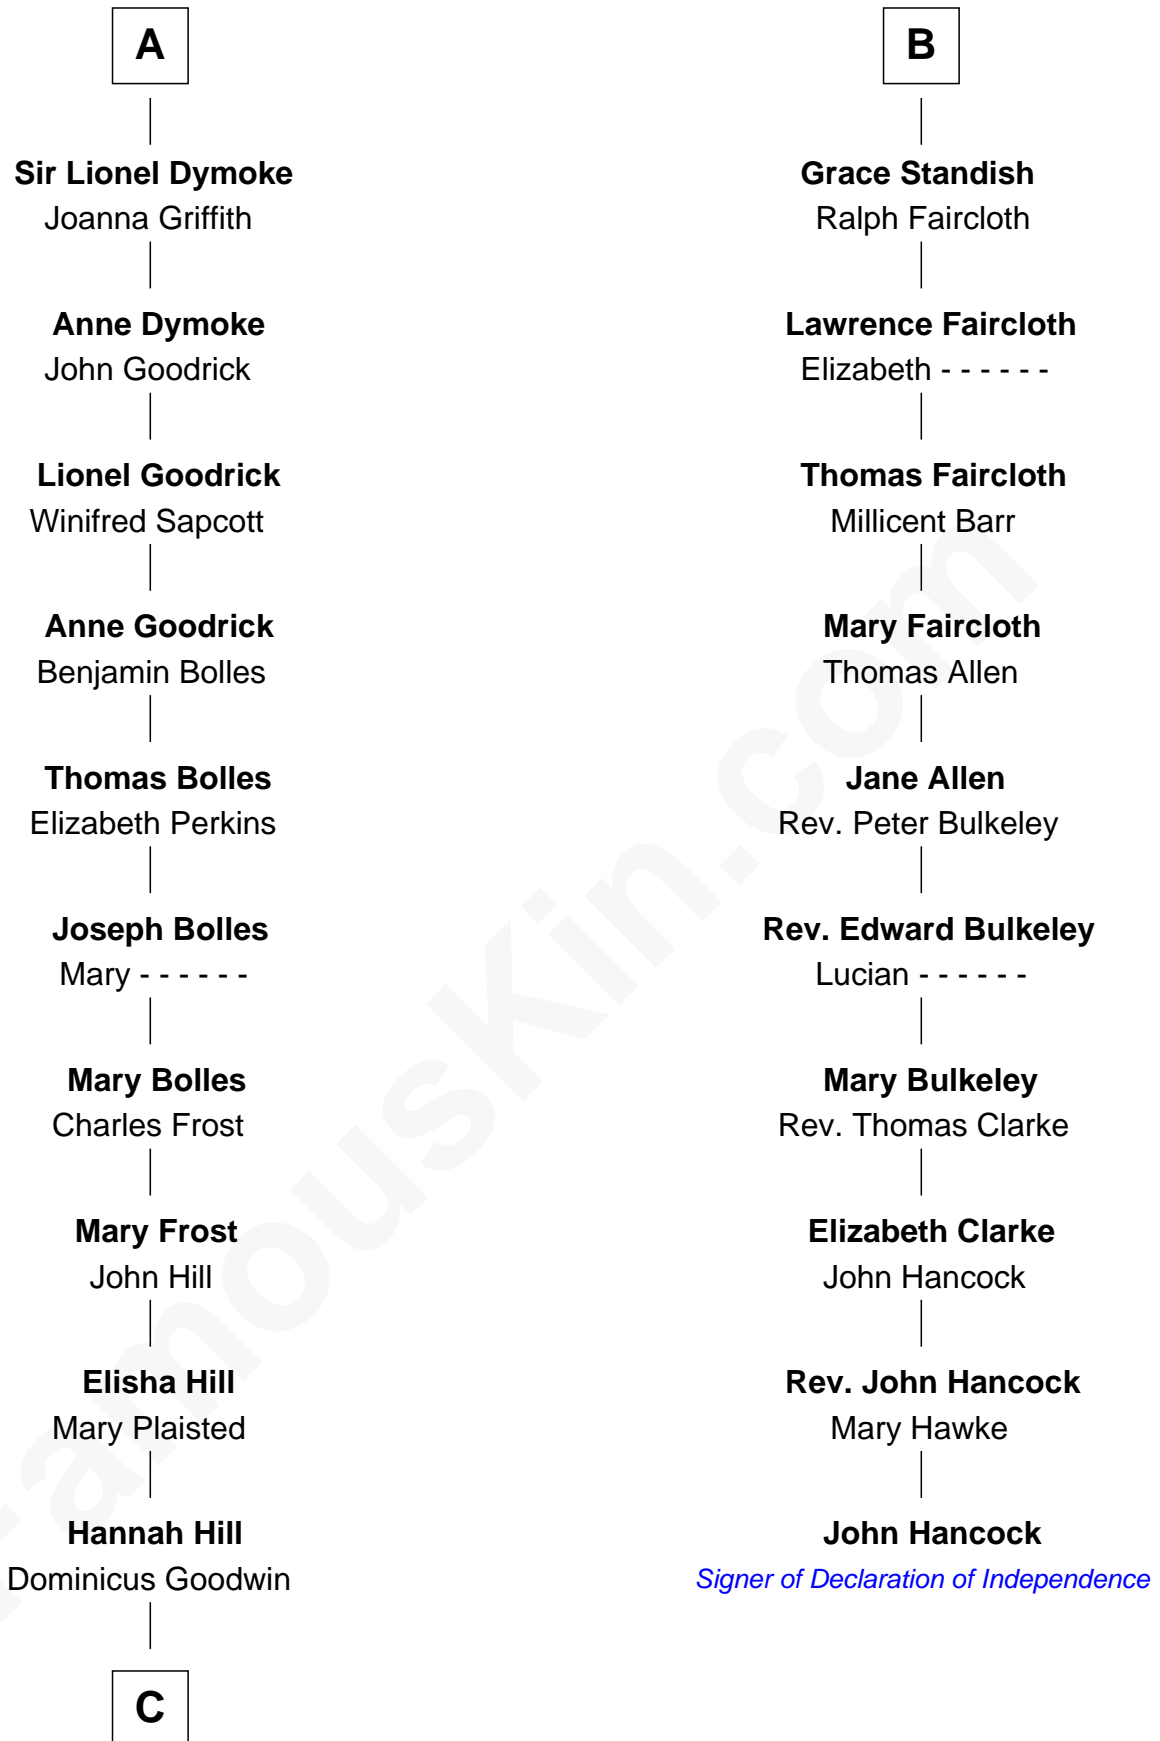 A
Sir Lionel Dymoke
Joanna Griffith
Anne Dymoke
John Goodrick
Lionel Goodrick
Winifred Sapcott
Anne Goodrick
Benjamin Bolles
Thomas Bolles
Elizabeth Perkins
Joseph Bolles
Mary - - - - - -
Mary Bolles
Charles Frost
Mary Frost
John Hill
Elisha Hill
Mary Plaisted
Hannah Hill
Dominicus Goodwin
C
B
Grace Standish
Ralph Faircloth
Lawrence Faircloth
Elizabeth - - - - - -
Thomas Faircloth
Millicent Barr
Mary Faircloth
Thomas Allen
Jane Allen
Rev. Peter Bulkeley
Rev. Edward Bulkeley
Lucian - - - - - -
Mary Bulkeley
Rev. Thomas Clarke
Elizabeth Clarke
John Hancock
Rev. John Hancock
Mary Hawke
John Hancock
Signer of Declaration of Independence
FamousKin.com